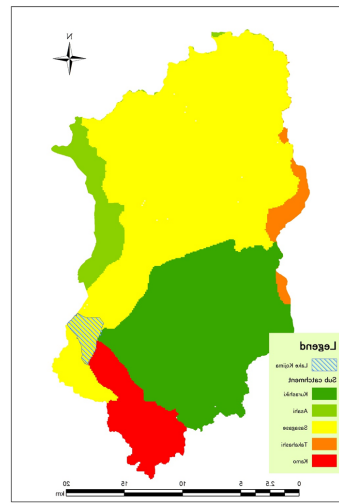 Legend
Lake Kojima
Sub catchment
Kurashiki
Asahi
Sasagase
Takahashi
Kamo
20 15 10 5 2.5 0
km